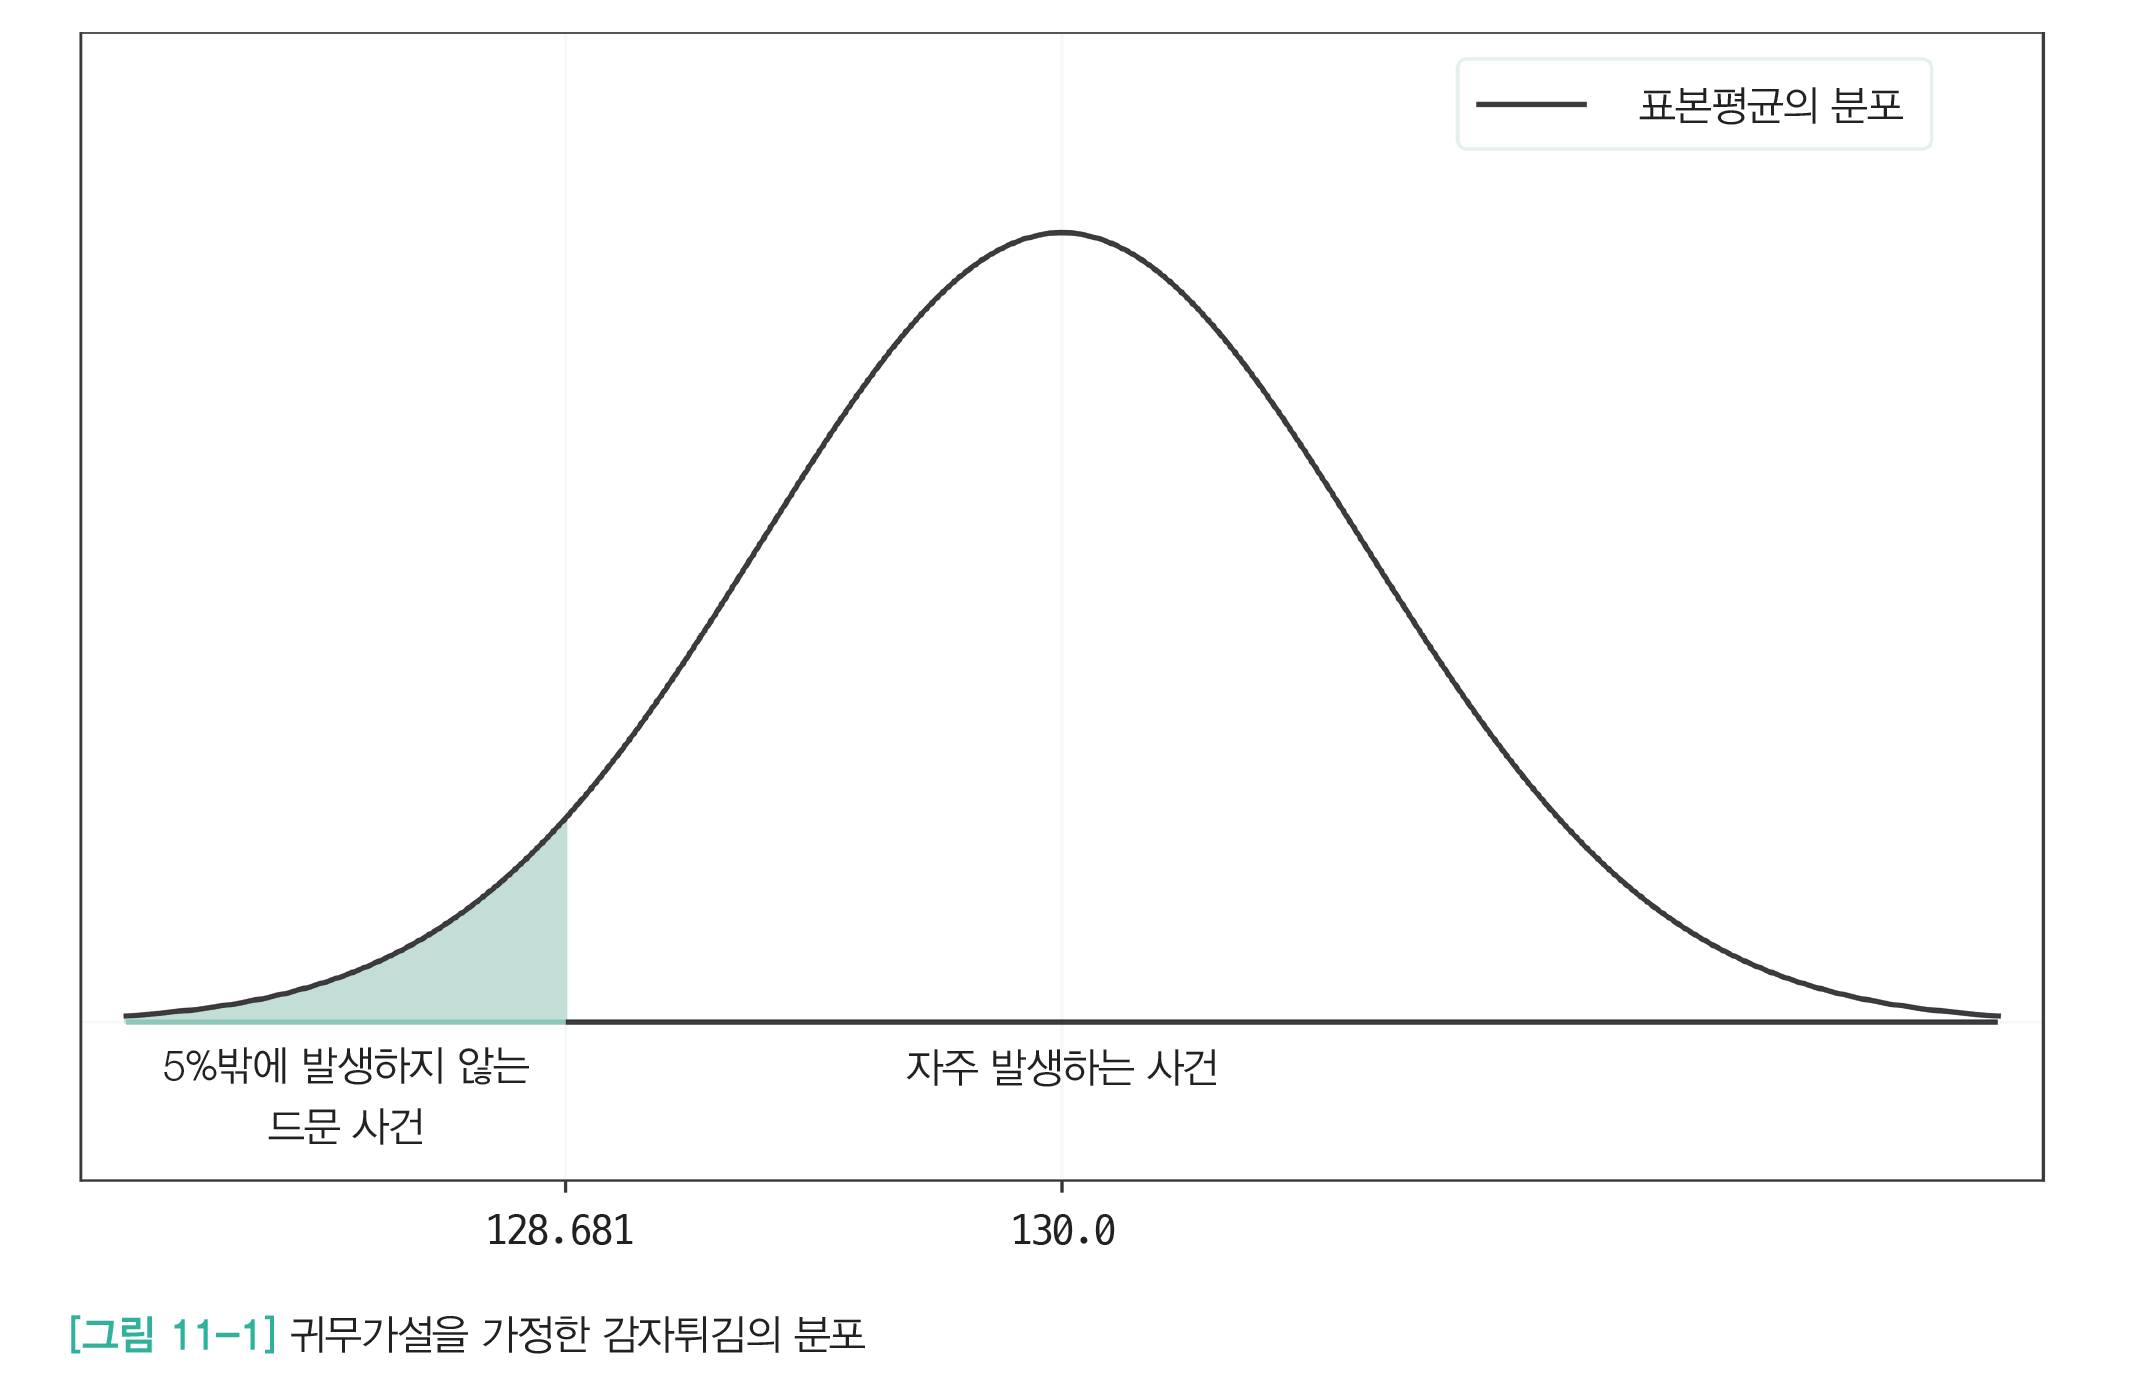 표본평균의 분포
5%밖에 발생하지 않는
드문 사건
자주 발생하는 사건
128.681
130.0
[그림 11-1] 귀무가설을 가정한 감자튀김의 분포